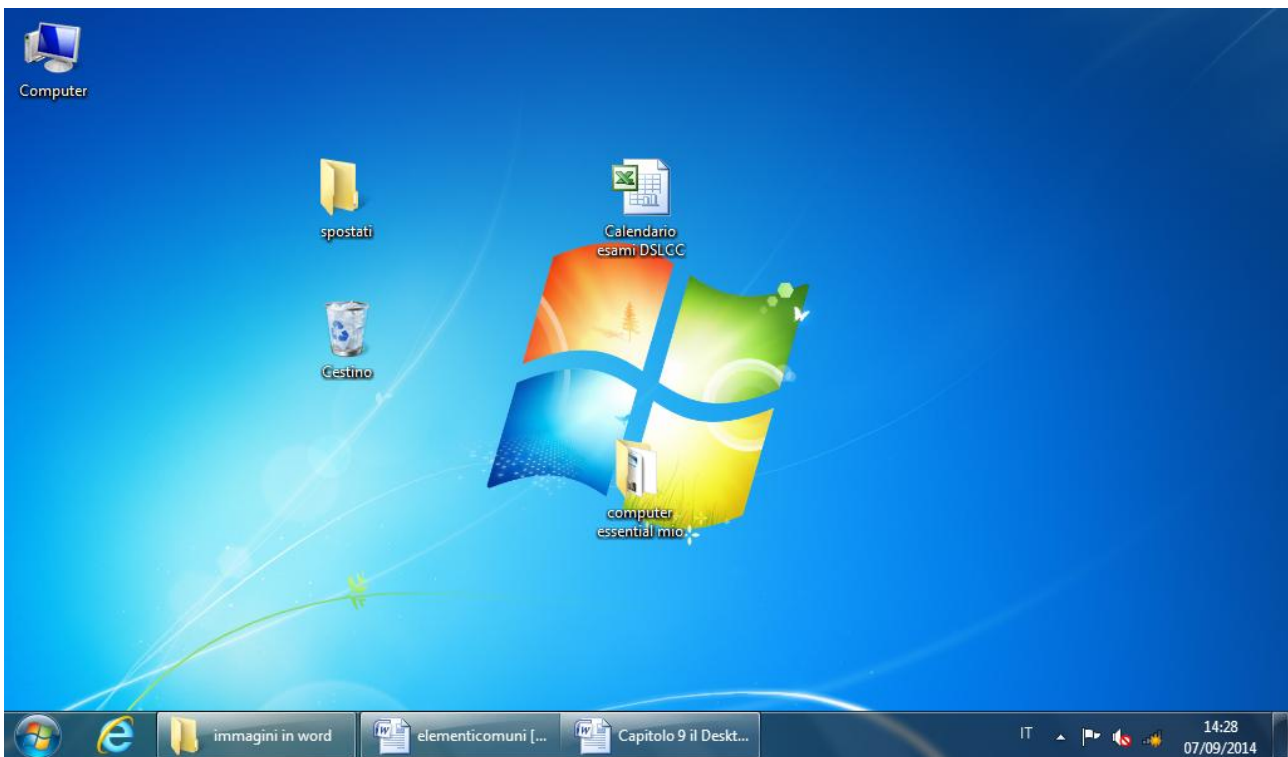 Computer
spostati
Calendario
esami DSLCC
Cestino
computer
essential mio
immagini in word
elementicomuni [...
Capitolo 9 il Deskt...
IT
14:28
07/09/2014